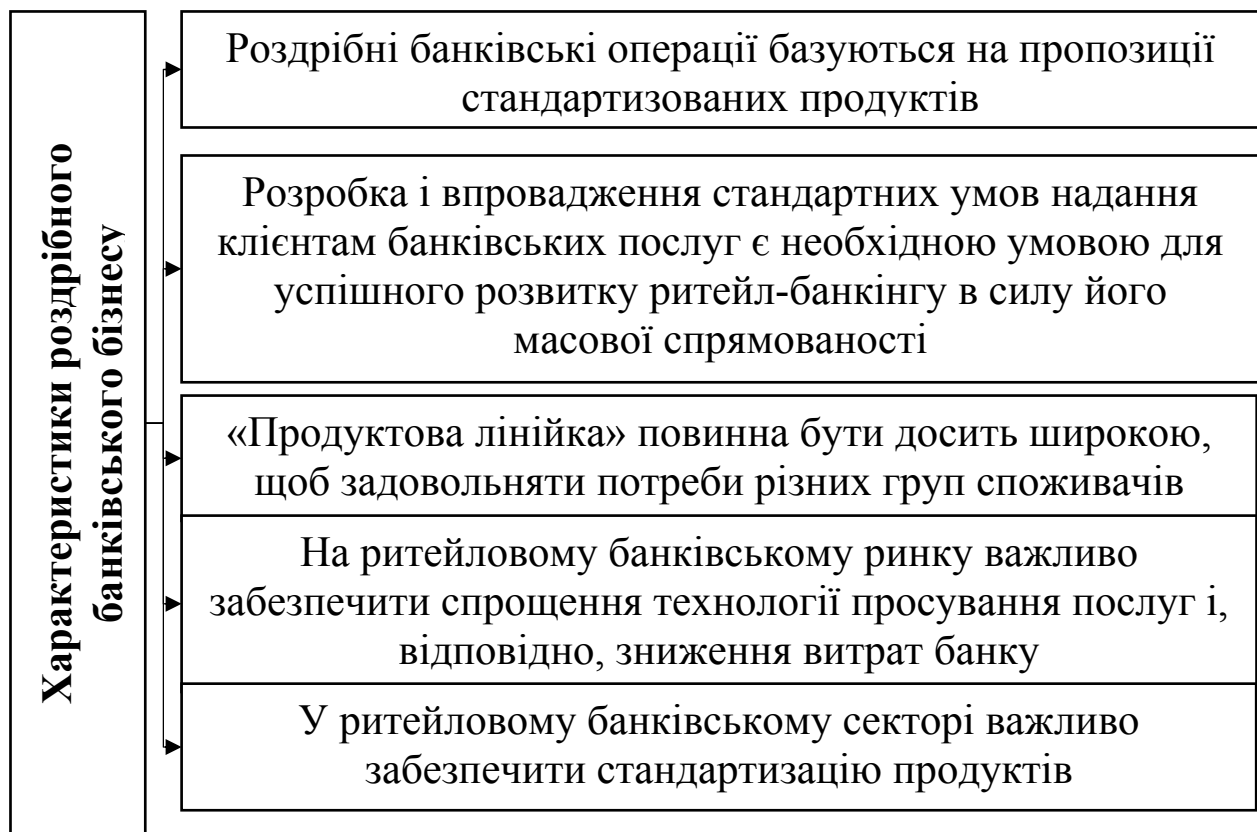 Характеристики роздрібного
банківського бізнесу
Роздрібні банківські операції базуються на пропозиції
стандартизованих продуктів
Розробка і впровадження стандартних умов надання
клієнтам банківських послуг є необхідною умовою для
успішного розвитку ритейл-банкінгу в силу його
масової спрямованості
«Продуктова лінійка» повинна бути досить широкою,
щоб задовольняти потреби різних груп споживачів
На ритейловому банківському ринку важливо
забезпечити спрощення технології просування послуг і,
відповідно, зниження витрат банку
У ритейловому банківському секторі важливо
забезпечити стандартизацію продуктів